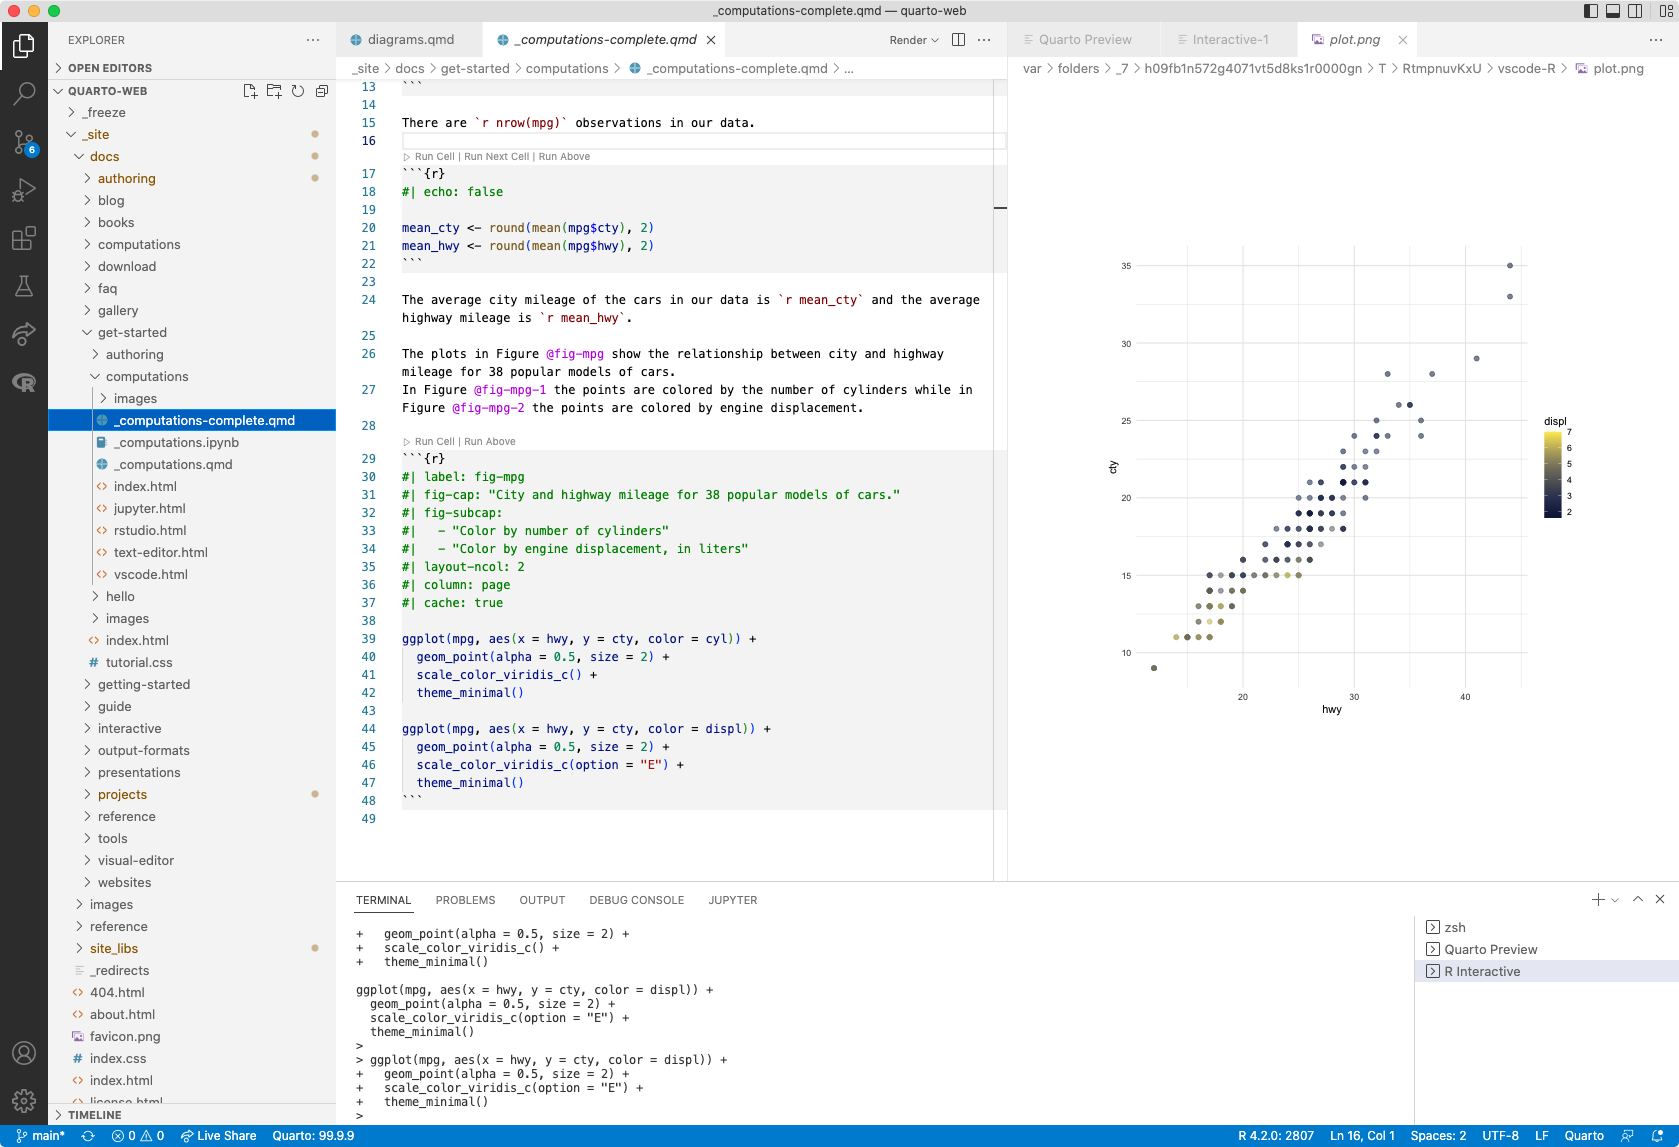 _computations-complete.qmd — quarto-web
EXPLORER
OPEN EDITORS
QUARTO-WEB
_freeze
_site
docs
authoring
blog
books
computations
download
faq
gallery
get-started
authoring
computations
images
_computations-complete.qmd
_computations.ipynb
_computations.qmd
index.html
jupyter.html
rstudio.html
text-editor.html
vscode.html
hello
images
index.html
tutorial.css
getting-started
guide
interactive
output-formats
presentations
projects
reference
tools
visual-editor
websites
images
reference
site_libs
_redirects
404.html
about.html
favicon.png
index.css
index.html
license.html
TIMELINE
6
diagrams.qmd
_computations-complete.qmd
Render
_site > docs > get-started > computations > _computations-complete.qmd > ...
13 ```
14
15 There are `r nrow(mpg)` observations in our data.
16
Run Cell | Run Next Cell | Run Above
17 ```{r}
18 #| echo: false
19
20 mean_cty <- round(mean(mpg$cty), 2)
21 mean_hwy <- round(mean(mpg$hwy), 2)
22 ```
23
24 The average city mileage of the cars in our data is `r mean_cty` and the average
highway mileage is `r mean_hwy`.
25
26 The plots in Figure @fig-mpg show the relationship between city and highway
mileage for 38 popular models of cars.
27 In Figure @fig-mpg-1 the points are colored by the number of cylinders while in
Figure @fig-mpg-2 the points are colored by engine displacement.
28
Run Cell | Run Above
29 ```{r}
30 #| label: fig-mpg
31 #| fig-cap: "City and highway mileage for 38 popular models of cars."
32 #| fig-subcap:
33 #|   - "Color by number of cylinders"
34 #|   - "Color by engine displacement, in liters"
35 #| layout-ncol: 2
36 #| column: page
37 #| cache: true
38
39 ggplot(mpg, aes(x = hwy, y = cty, color = cyl)) +
40   geom_point(alpha = 0.5, size = 2) +
41   scale_color_viridis_c() +
42   theme_minimal()
43
44 ggplot(mpg, aes(x = hwy, y = cty, color = displ)) +
45   geom_point(alpha = 0.5, size = 2) +
46   scale_color_viridis_c(option = "E") +
47   theme_minimal()
48 ```
49
Quarto Preview
Interactive-1
plot.png
var > folders > _7 > h09fb1n572g4071vt5d8ks1r0000gn > T > RtmpnuvKxU > vscode-R > plot.png
35
30
25
20
15
10
cty
20 30 40
hwy
displ
7
6
5
4
3
2
TERMINAL PROBLEMS OUTPUT DEBUG CONSOLE JUPYTER
+   geom_point(alpha = 0.5, size = 2) +
+   scale_color_viridis_c() +
+   theme_minimal()
ggplot(mpg, aes(x = hwy, y = cty, color = displ)) +
  geom_point(alpha = 0.5, size = 2) +
  scale_color_viridis_c(option = "E") +
  theme_minimal()
>
> ggplot(mpg, aes(x = hwy, y = cty, color = displ)) +
+   geom_point(alpha = 0.5, size = 2) +
+   scale_color_viridis_c(option = "E") +
+   theme_minimal()
>
zsh
Quarto Preview
R Interactive
main* 0 0 Live Share Quarto: 99.9.9 R 4.2.0: 2807 Ln 16, Col 1 Spaces: 2 UTF-8 LF Quarto